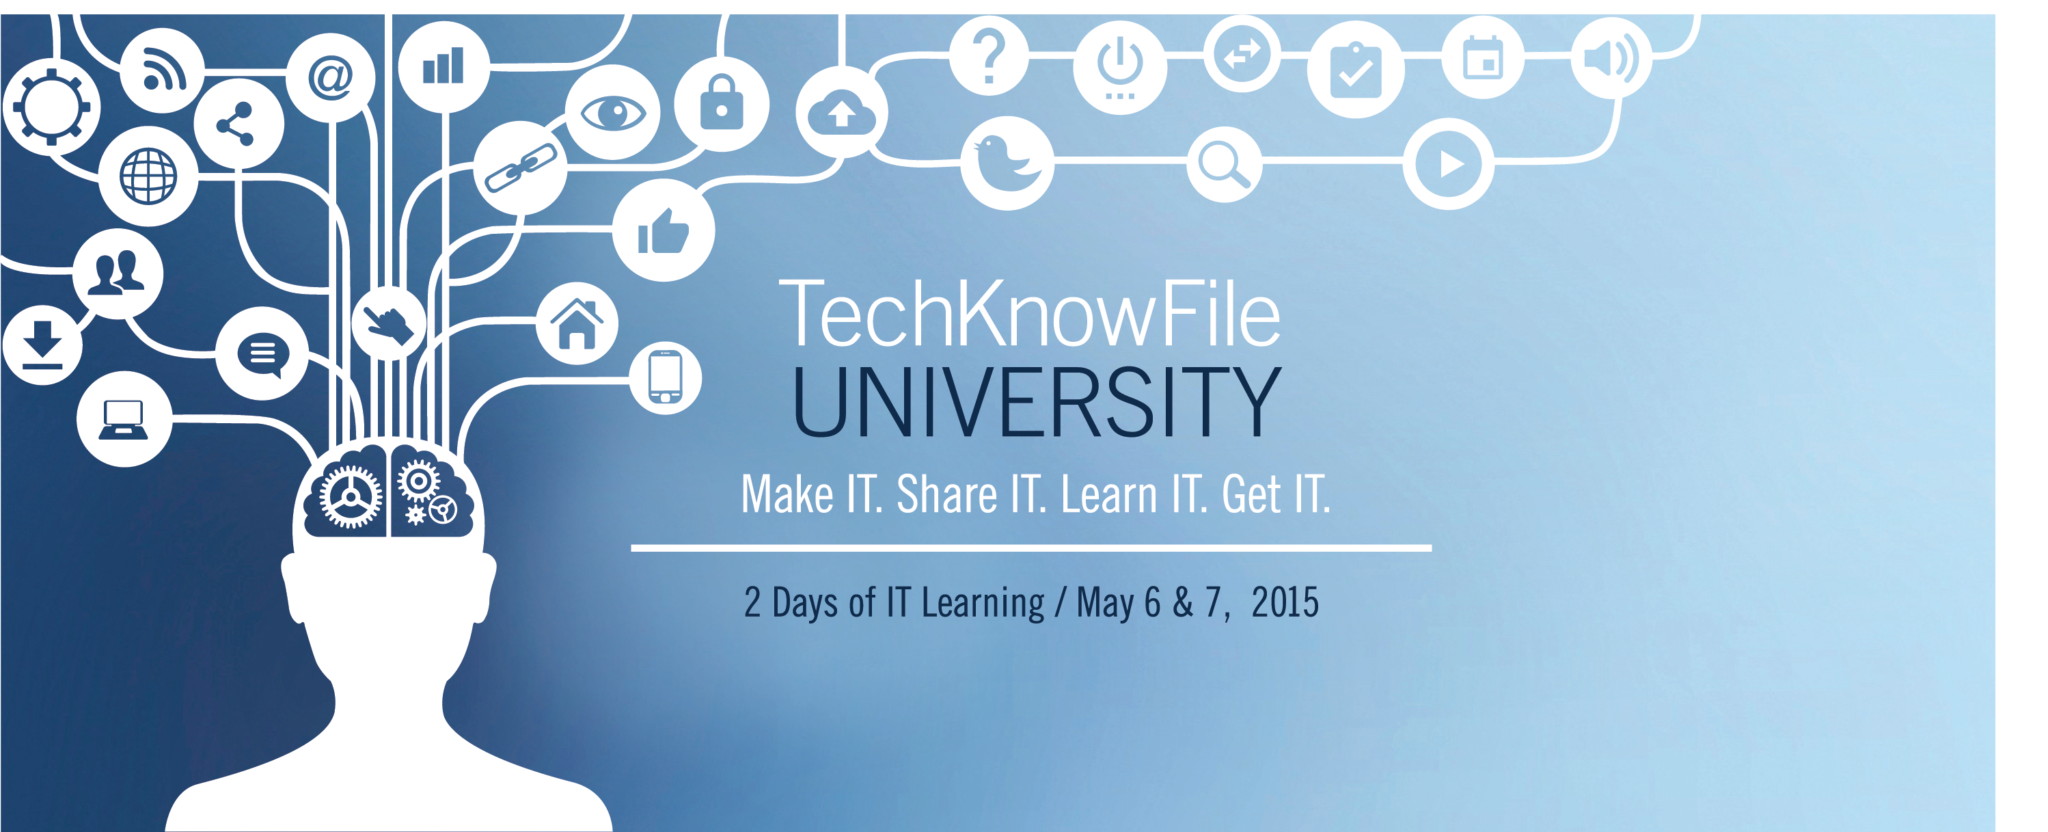 @
?
TechKnowFile
UNIVERSITY
Make IT. Share IT. Learn IT. Get IT.
2 Days of IT Learning / May 6 & 7, 2015